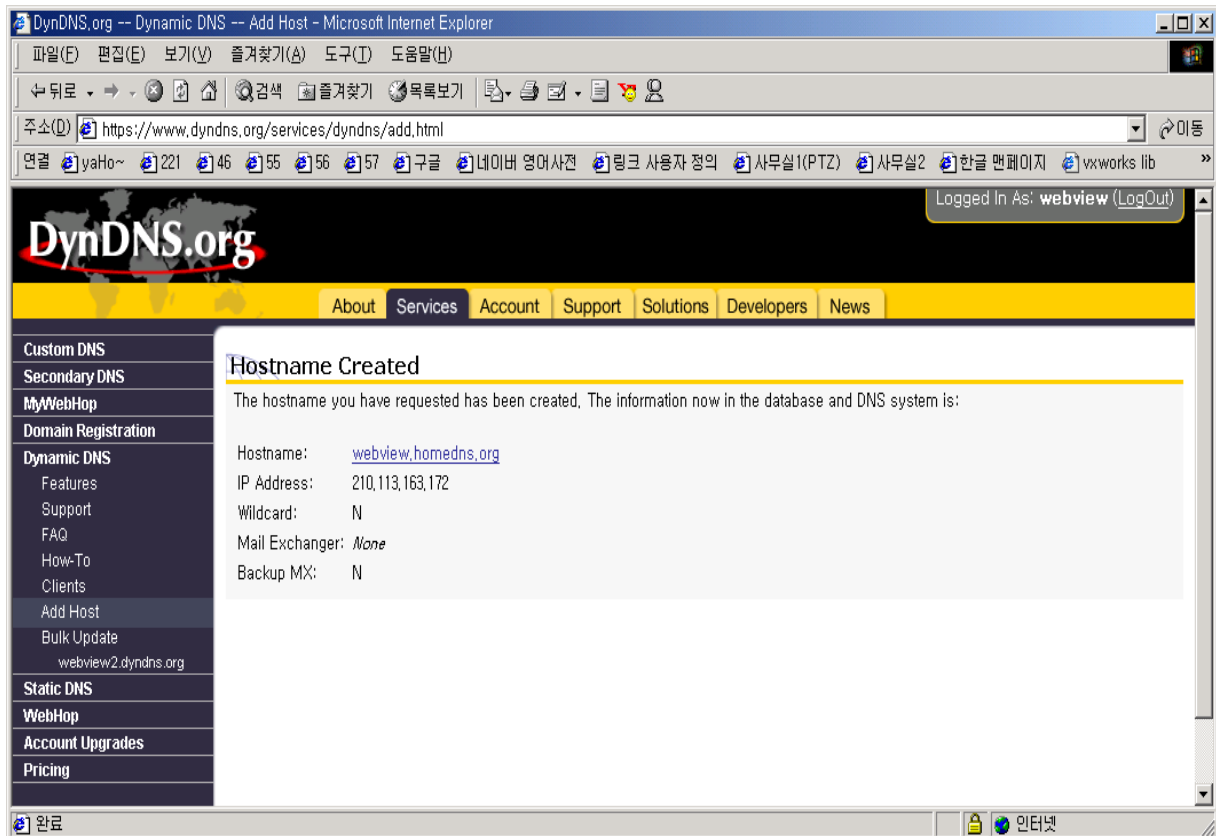 DynDNS.org -- Dynamic DNS -- Add Host - Microsoft Internet Explorer
파일(F) 편집(E) 보기(V) 즐겨찾기(A) 도구(T) 도움말(H)
뒤로 검색 즐겨찾기 목록보기
주소(D) https://www.dyndns.org/services/dyndns/add.html 이동
연결 yaHo~ 221 46 55 56 57 구글 네이버 영어사전 링크 사용자 정의 사무실1(PTZ) 사무실2 한글 맨페이지 vxworks lib »
Logged In As: webview (LogOut)
DynDNS.org
About Services Account Support Solutions Developers News
Custom DNS
Secondary DNS
MyWebHop
Domain Registration
Dynamic DNS
Features
Support
FAQ
How-To
Clients
Add Host
Bulk Update
webview2.dyndns.org
Static DNS
WebHop
Account Upgrades
Pricing
Hostname Created
The hostname you have requested has been created. The information now in the database and DNS system is:
Hostname: webview.homedns.org
IP Address: 210.113.163.172
Wildcard: N
Mail Exchanger: None
Backup MX: N
완료 인터넷